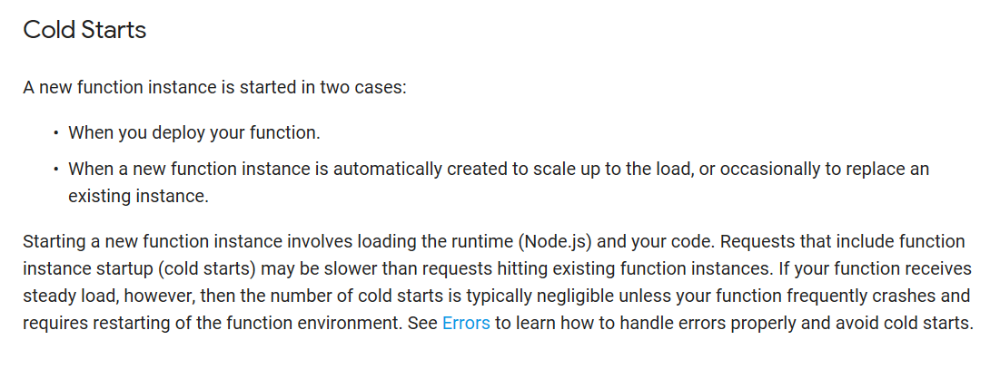 Cold Starts
A new function instance is started in two cases:
• When you deploy your function.
• When a new function instance is automatically created to scale up to the load, or occasionally to replace an
existing instance.
Starting a new function instance involves loading the runtime (Node.js) and your code. Requests that include function
instance startup (cold starts) may be slower than requests hitting existing function instances. If your function receives
steady load, however, then the number of cold starts is typically negligible unless your function frequently crashes and
requires restarting of the function environment. See Errors to learn how to handle errors properly and avoid cold starts.